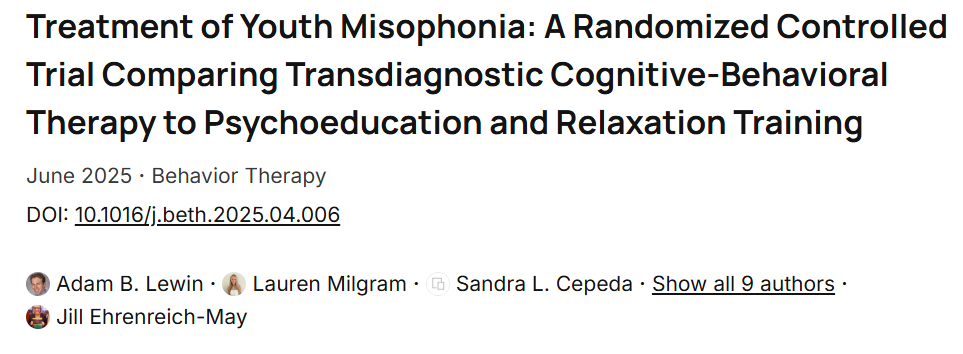 Treatment of Youth Misophonia: A Randomized Controlled
Trial Comparing Transdiagnostic Cognitive-Behavioral
Therapy to Psychoeducation and Relaxation Training
June 2025 · Behavior Therapy
DOI: 10.1016/j.beth.2025.04.006
Adam B. Lewin · Lauren Milgram · Sandra L. Cepeda · Show all 9 authors ·
Jill Ehrenreich-May